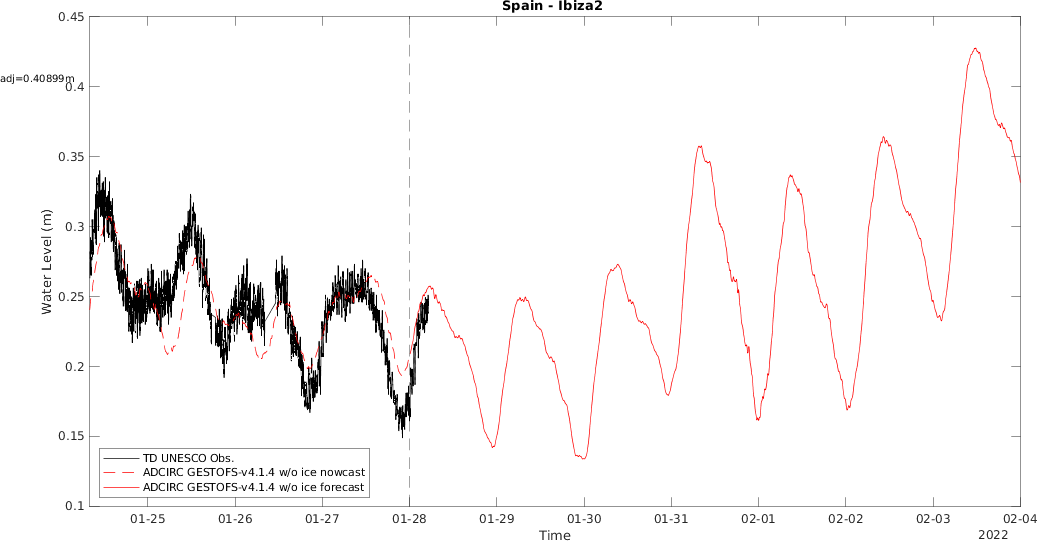 Spain - Ibiza2
adj=0.40899m
Water Level (m)
0.45
0.4
0.35
0.3
0.25
0.2
0.15
0.1
TD UNESCO Obs.
ADCIRC GESTOFS-v4.1.4 w/o ice nowcast
ADCIRC GESTOFS-v4.1.4 w/o ice forecast
01-25 01-26 01-27 01-28 01-29 01-30 01-31 02-01 02-02 02-03 02-04
Time
2022